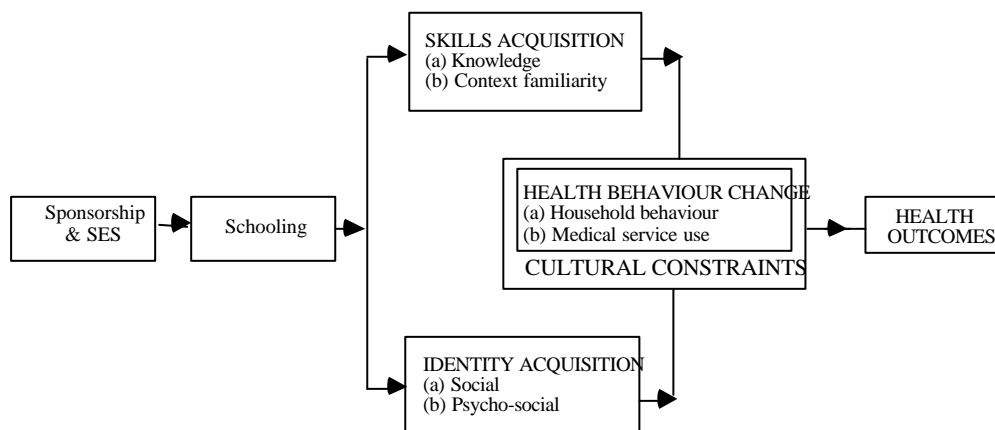 SKILLS ACQUISITION
(a) Knowledge
(b) Context familiarity
Sponsorship
& SES
Schooling
HEALTH BEHAVIOUR CHANGE
(a) Household behaviour
(b) Medical service use
CULTURAL CONSTRAINTS
HEALTH
OUTCOMES
IDENTITY ACQUISITION
(a) Social
(b) Psycho-social